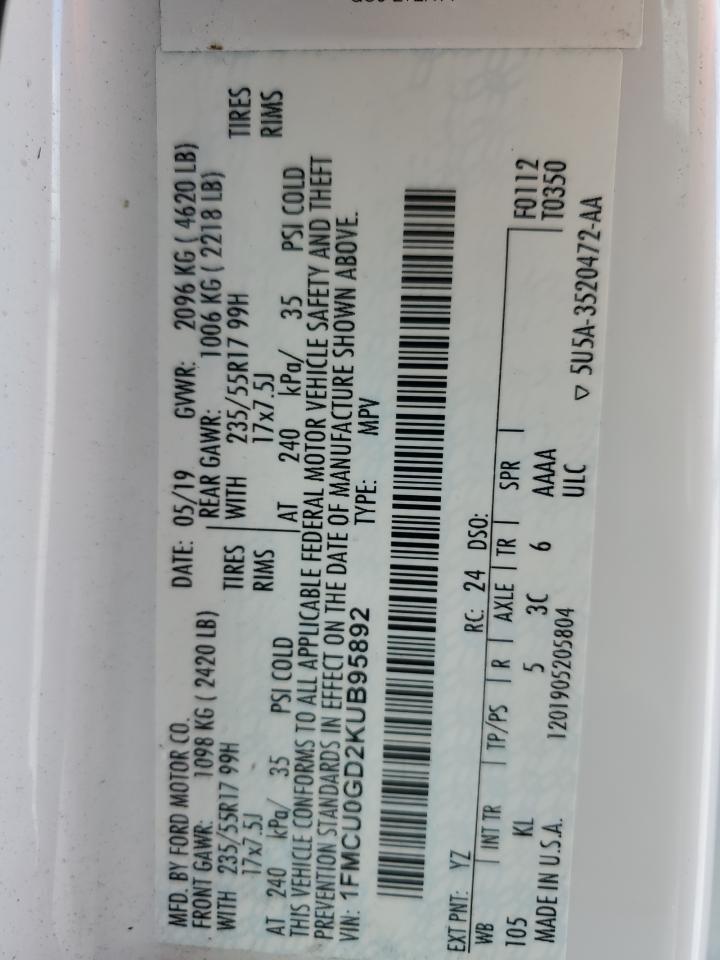 MFD. BY FORD MOTOR CO. DATE: 05/19 GVWR: 2096 KG ( 4620 LB)
FRONT GAWR: 1098 KG ( 2420 LB) REAR GAWR: 1006 KG ( 2218 LB)
WITH 235/55R17 99H TIRES WITH 235/55R17 99H TIRES
17x7.5J RIMS 17x7.5J RIMS
AT 240 kPa/ 35 PSI COLD AT 240 kPa/ 35 PSI COLD
THIS VEHICLE CONFORMS TO ALL APPLICABLE FEDERAL MOTOR VEHICLE SAFETY AND THEFT
PREVENTION STANDARDS IN EFFECT ON THE DATE OF MANUFACTURE SHOWN ABOVE.
VIN: 1FMCU0GD2KUB95892 TYPE: MPV
EXT PNT: YZ RC: 24 DSO:
WB INT TR TP/PS R AXLE TR SPR F0112
105 KL 5 3C 6 AAAA T0350
MADE IN U.S.A. 1201905205804 ULC ▽ 5U5A-3520472-AA